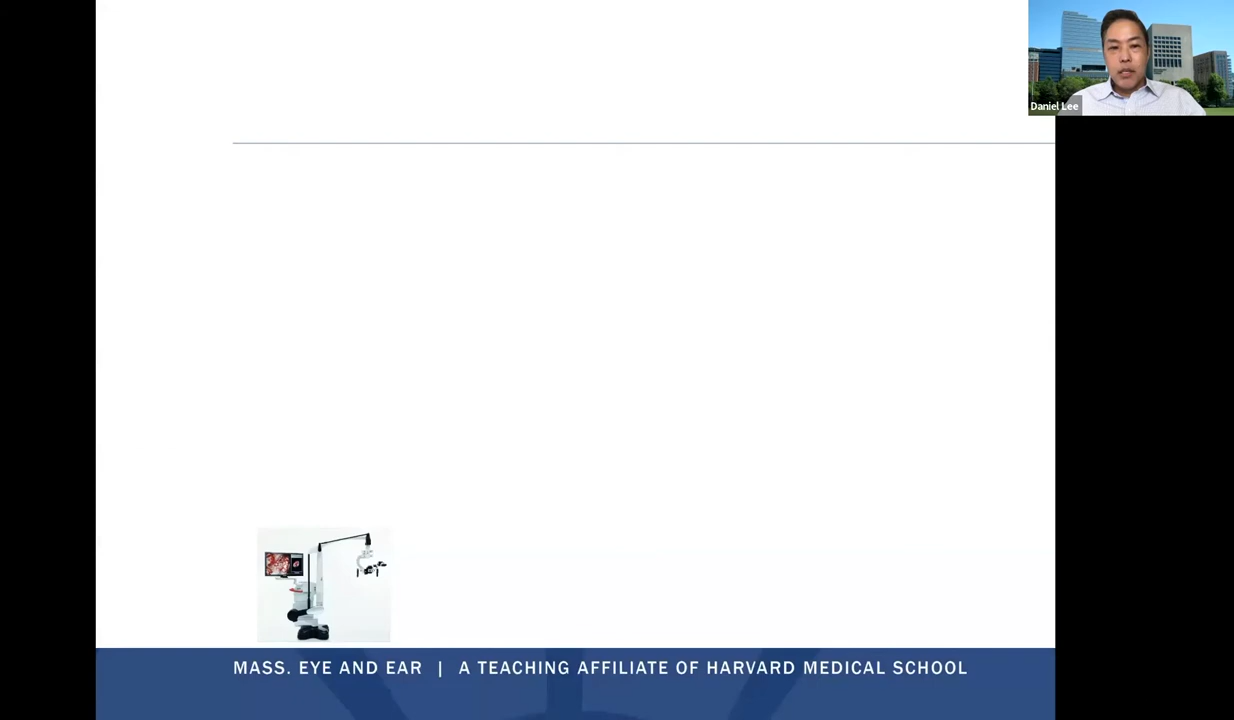 Daniel Lee
MASS. EYE AND EAR | A TEACHING AFFILIATE OF HARVARD MEDICAL SCHOOL